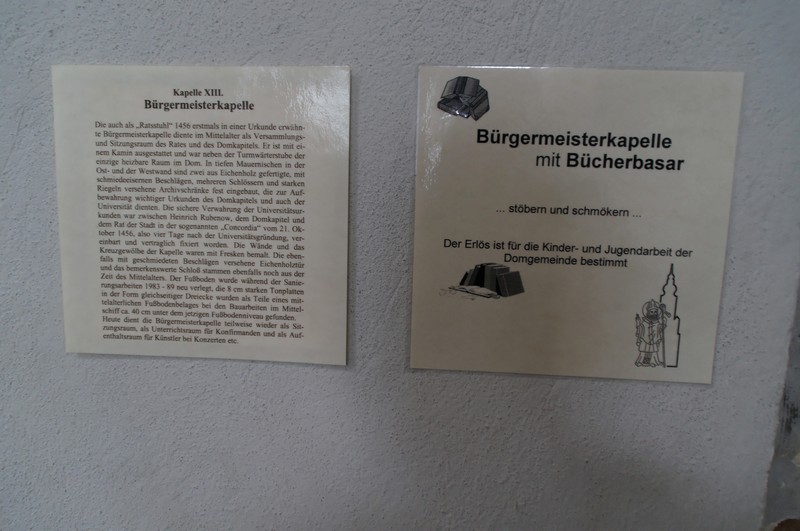 Kapelle XIII.
Bürgermeisterkapelle
Die auch als „Ratsstuhl" 1456 erstmals in einer Urkunde erwähn-
te Bürgermeisterkapelle diente im Mittelalter als Versammlungs-
und Sitzungsraum des Rates und des Domkapitels. Er ist mit ei-
nem Kamin ausgestattet und war neben der Turmwärterstube der
einzige heizbare Raum im Dom. In tiefen Mauernischen in der
Ost- und der Westwand sind zwei aus Eichenholz gefertigte, mit
schmiedeeisernen Beschlägen, mehreren Schlössern und starken
Riegeln versehene Archivschränke fest eingebaut, die zur Auf-
bewahrung wichtiger Urkunden des Domkapitels und auch der
Universität dienten. Die sichere Verwahrung der Universitätsur-
kunden war zwischen Heinrich Rubenow, dem Domkapitel und
dem Rat der Stadt in der sogenannten „Concordia" vom 21. Ok-
tober 1456, also vier Tage nach der Universitätsgründung, ver-
einbart und vertraglich fixiert worden. Die Wände und das
Kreuzgewölbe der Kapelle waren mit Fresken bemalt. Die eben-
falls mit geschmiedeten Beschlägen versehene Eichenholztür
und das bemerkenswerte Schloß stammen ebenfalls noch aus der
Zeit des Mittelalters. Der Fußboden wurde während der Sanie-
rungsarbeiten 1983 - 89 neu verlegt, die 8 cm starken Tonplatten
in der Form gleichseitiger Dreiecke wurden als Teile eines mit-
telalterlichen Fußbodenbelages bei den Bauarbeiten im Mittel-
schiff ca. 40 cm unter dem jetzigen Fußbodenniveau gefunden.
Heute dient die Bürgermeisterkapelle teilweise wieder als Sit-
zungsraum, als Unterrichtsraum für Konfirmanden und als Auf-
enthaltsraum für Künstler bei Konzerten etc.
Bürgermeisterkapelle
mit Bücherbasar
... stöbern und schmökern ...
Der Erlös ist für die Kinder- und Jugendarbeit der
Domgemeinde bestimmt